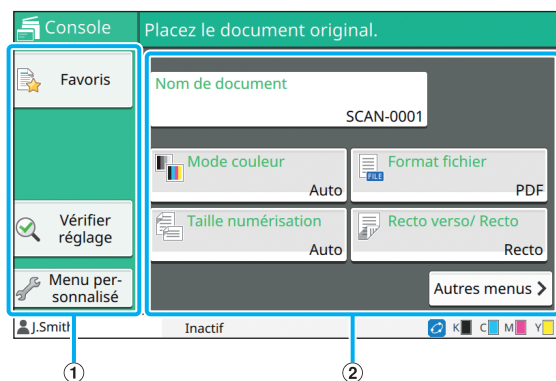 Console
Placez le document original.
Favoris
Vérifier
réglage
Menu per-
sonnalisé
Nom de document
SCAN-0001
Mode couleur
Auto
Format fichier
FILE
PDF
Taille numérisation
Auto
Recto verso/ Recto
Recto
Autres menus >
J.Smith
Inactif
K C M Y
1
2